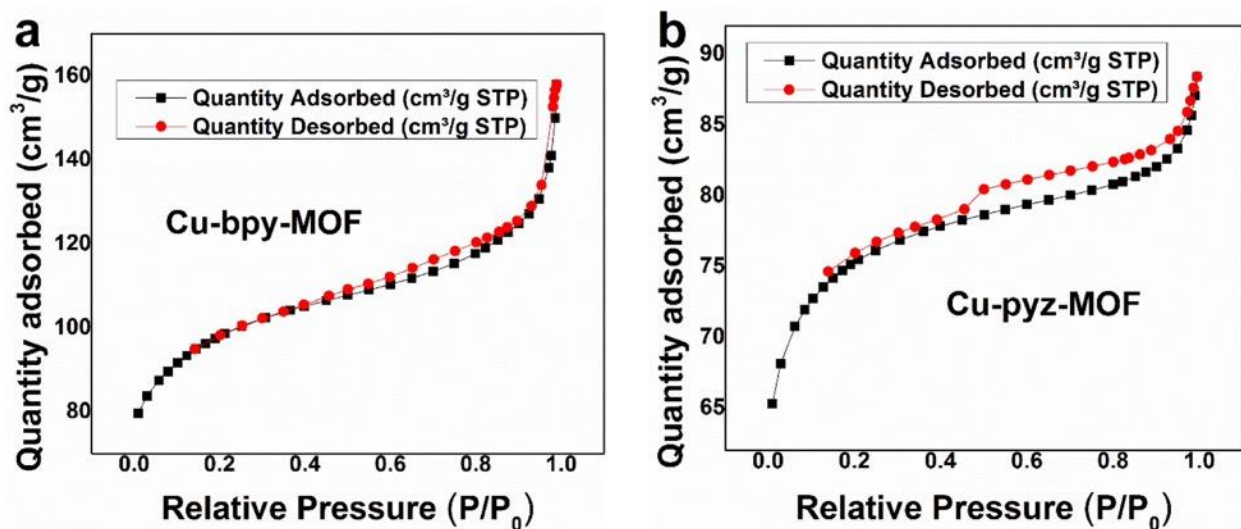 a
Quantity adsorbed (cm³/g)
160
140
120
100
80
Quantity Adsorbed (cm³/g STP)
Quantity Desorbed (cm³/g STP)
Cu-bpy-MOF
0.0 0.2 0.4 0.6 0.8 1.0
Relative Pressure (P/P₀)
b
Quantity adsorbed (cm³/g)
90
85
80
75
70
65
Quantity Adsorbed (cm³/g STP)
Quantity Desorbed (cm³/g STP)
Cu-pyz-MOF
0.0 0.2 0.4 0.6 0.8 1.0
Relative Pressure (P/P₀)